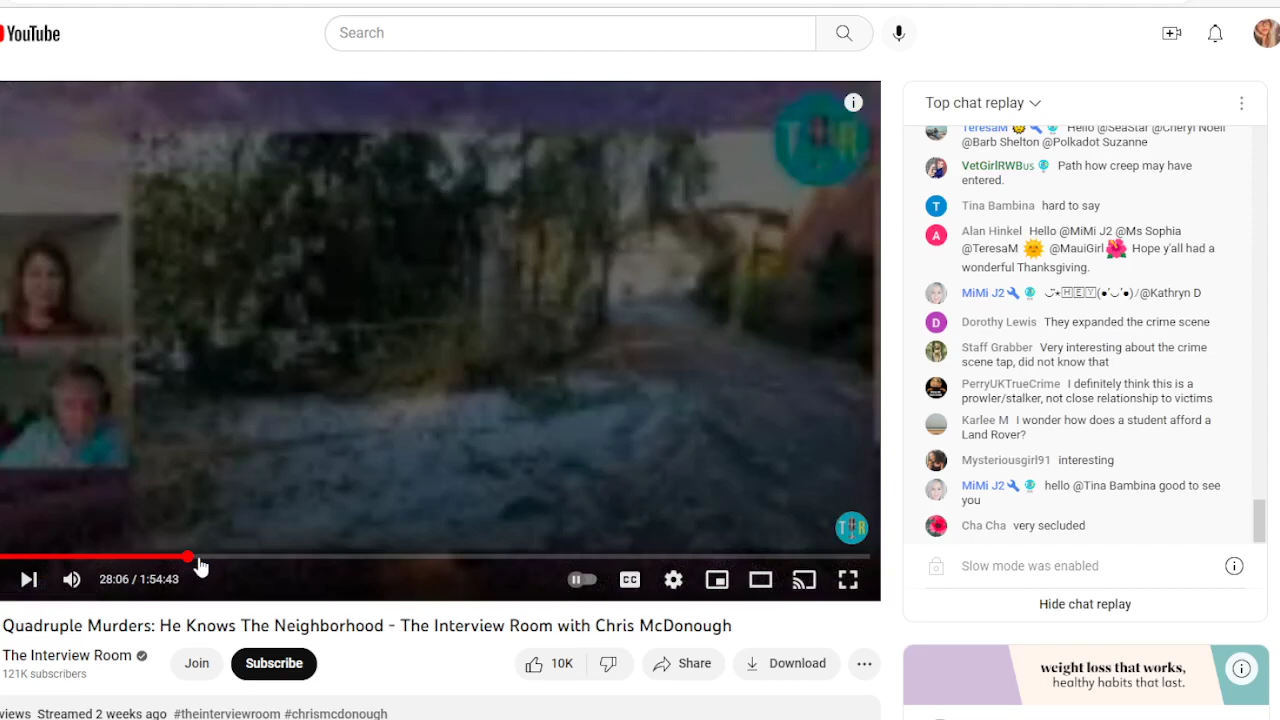 YouTube
Search
Top chat replay
TeresaM Hello @SeaStar @Cheryl Noell
@Barb Shelton @Polkadot Suzanne
VetGirlRWBus Path how creep may have
entered.
Tina Bambina hard to say
Alan Hinkel Hello @MiMi J2 @Ms Sophia
@TeresaM @MauiGirl Hope y'all had a
wonderful Thanksgiving.
MiMi J2 @Kathryn D
Dorothy Lewis They expanded the crime scene
Staff Grabber Very interesting about the crime
scene tap, did not know that
PerryUKTrueCrime I definitely think this is a
prowler/stalker, not close relationship to victims
Karlee M I wonder how does a student afford a
Land Rover?
Mysteriousgirl91 interesting
MiMi J2 hello @Tina Bambina good to see
you
Cha Cha very secluded
Slow mode was enabled
Hide chat replay
TIR
TIR
28:06 / 1:54:43
CC
Quadruple Murders: He Knows The Neighborhood - The Interview Room with Chris McDonough
The Interview Room
121K subscribers
Join
Subscribe
10K
Share
Download
views Streamed 2 weeks ago #theinterviewroom #chrismcdonough
weight loss that works,
healthy habits that last.